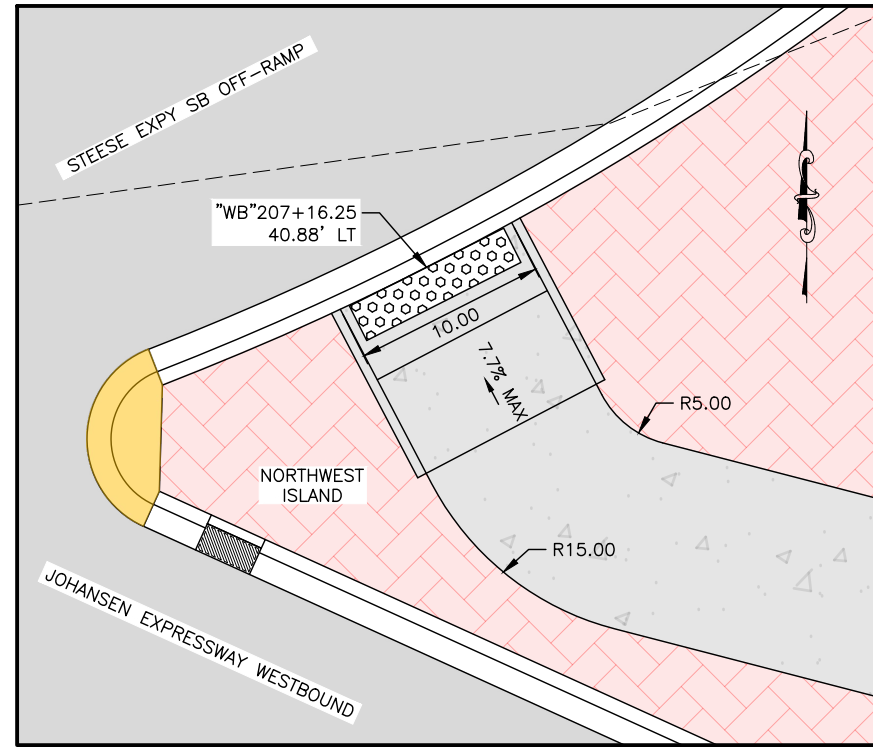 STEESE EXPY SB OFF-RAMP
"WB"207+16.25
40.88' LT
10.00
7.7% MAX
R5.00
NORTHWEST
ISLAND
R15.00
JOHANSEN EXPRESSWAY WESTBOUND